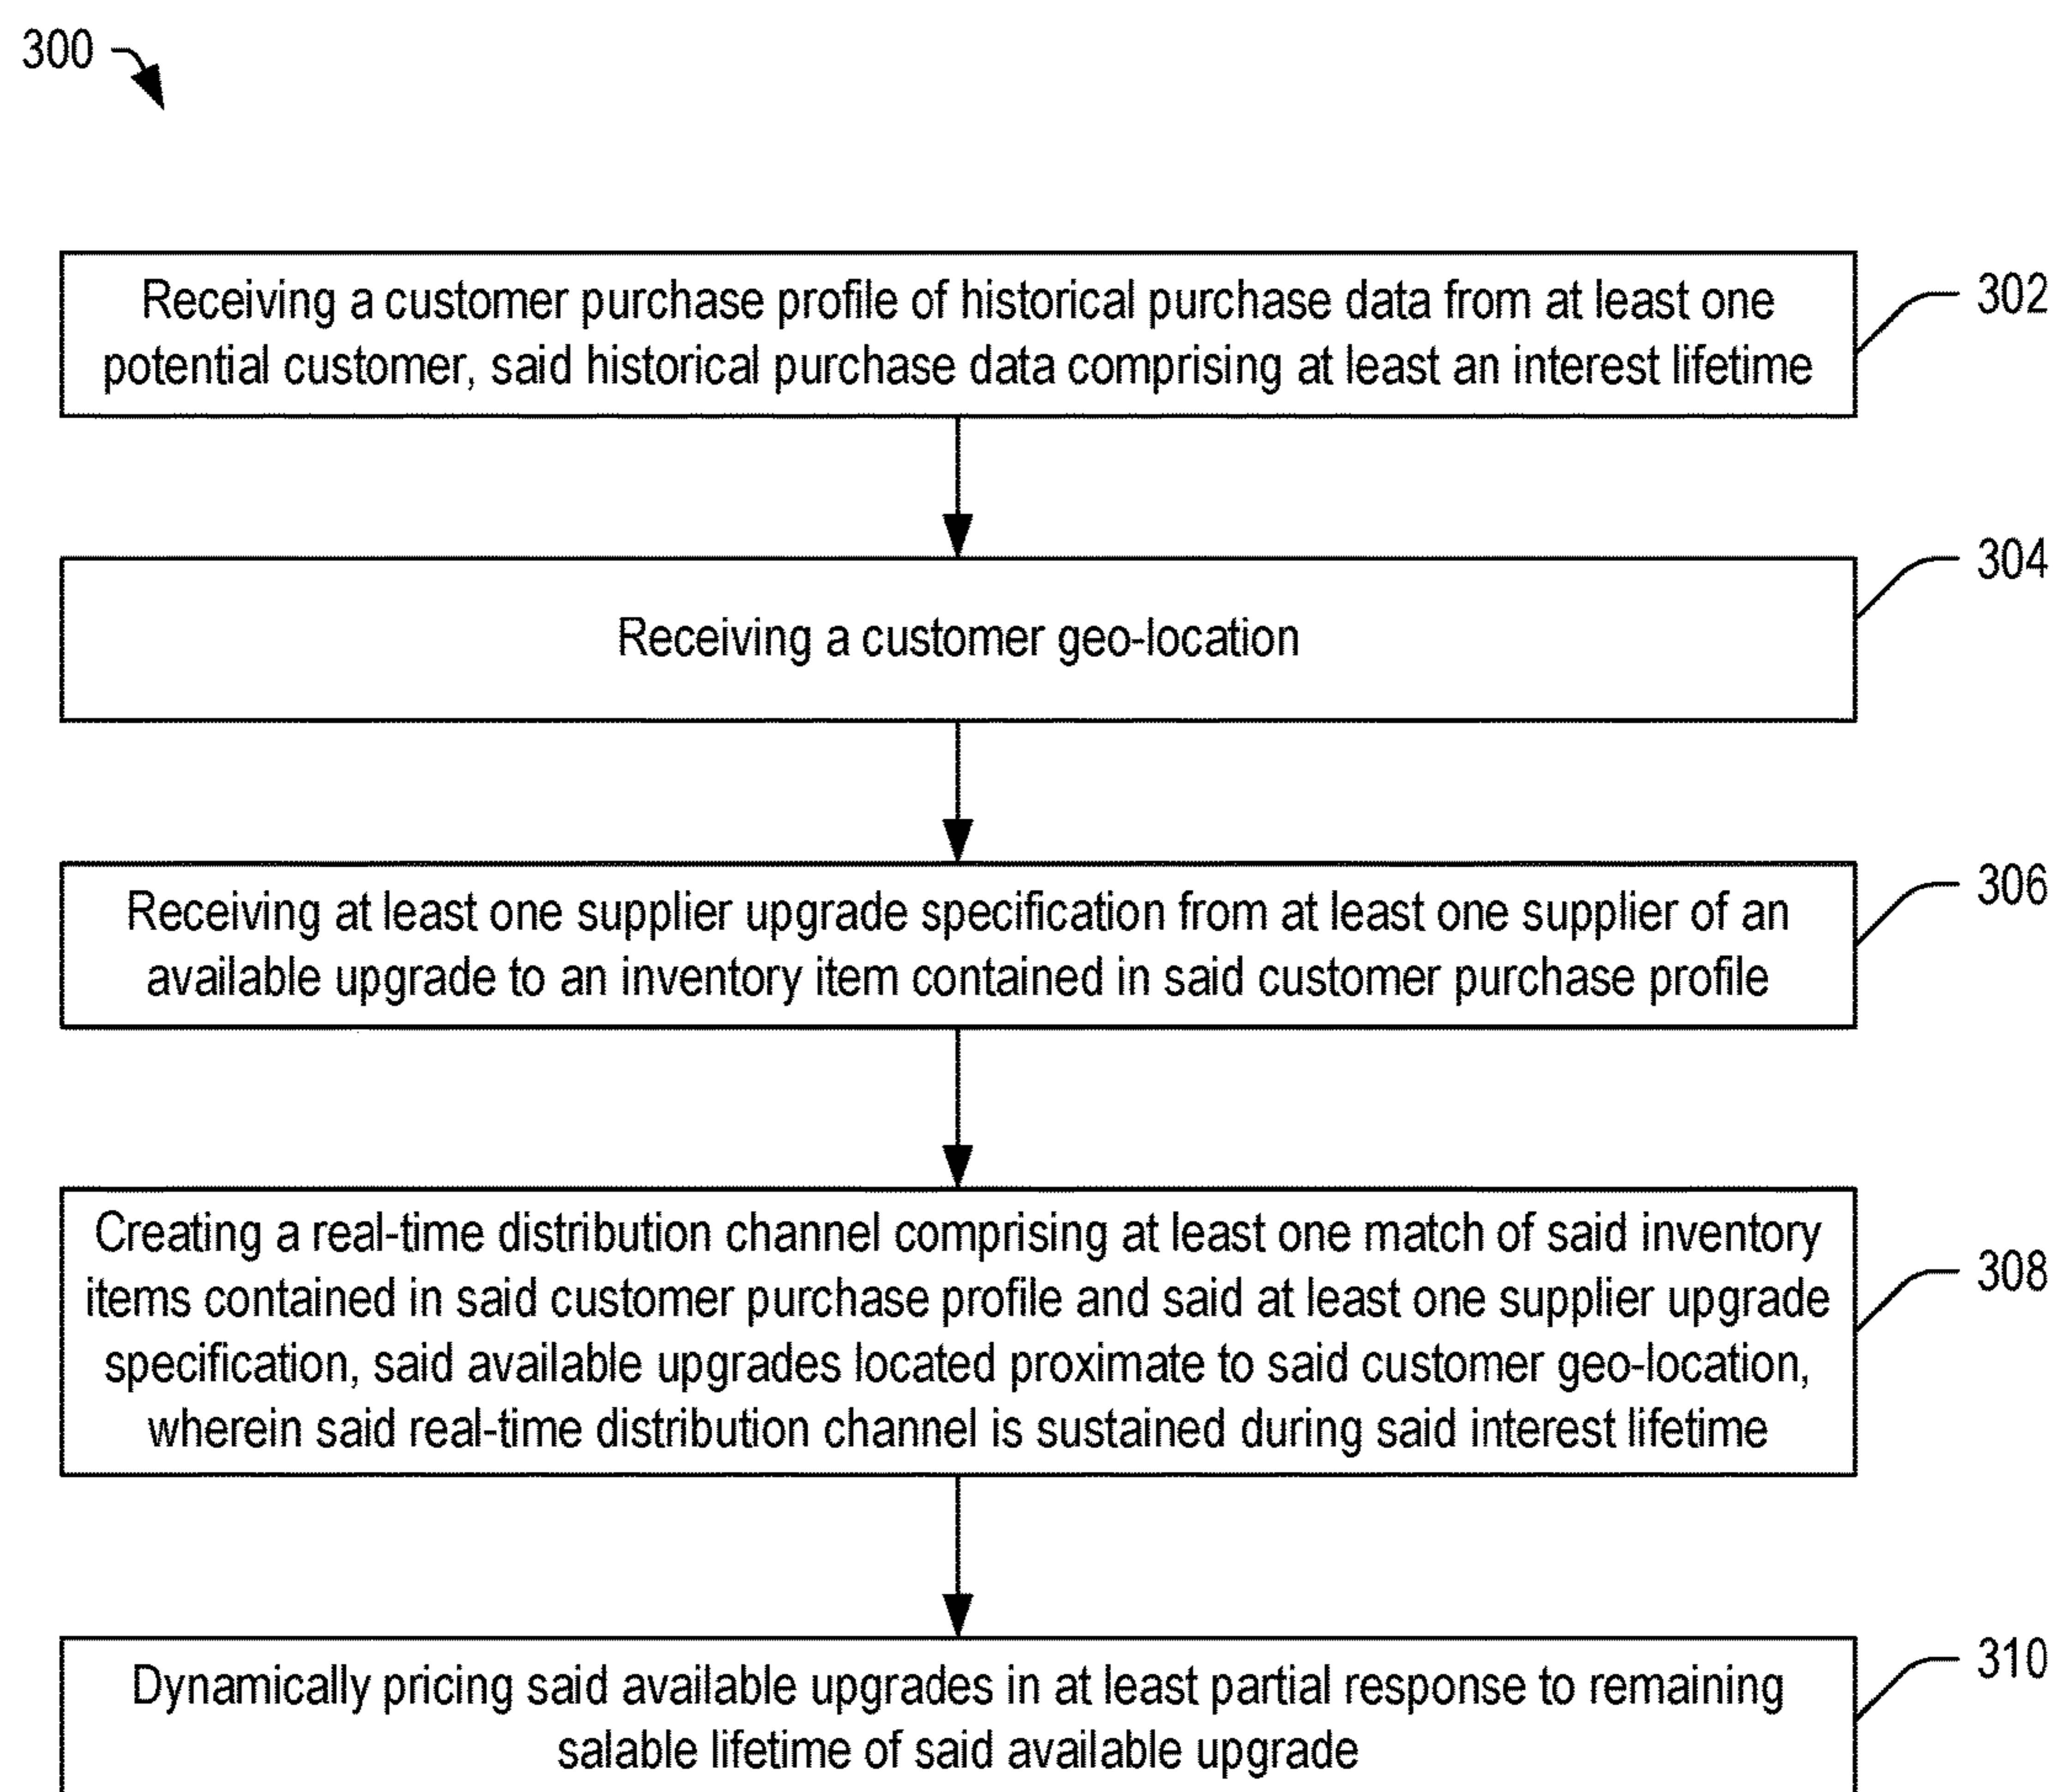 300
Receiving a customer purchase profile of historical purchase data from at least one
potential customer, said historical purchase data comprising at least an interest lifetime
302
Receiving a customer geo-location
304
Receiving at least one supplier upgrade specification from at least one supplier of an
available upgrade to an inventory item contained in said customer purchase profile
306
Creating a real-time distribution channel comprising at least one match of said inventory
items contained in said customer purchase profile and said at least one supplier upgrade
specification, said available upgrades located proximate to said customer geo-location,
wherein said real-time distribution channel is sustained during said interest lifetime
308
Dynamically pricing said available upgrades in at least partial response to remaining
salable lifetime of said available upgrade
310